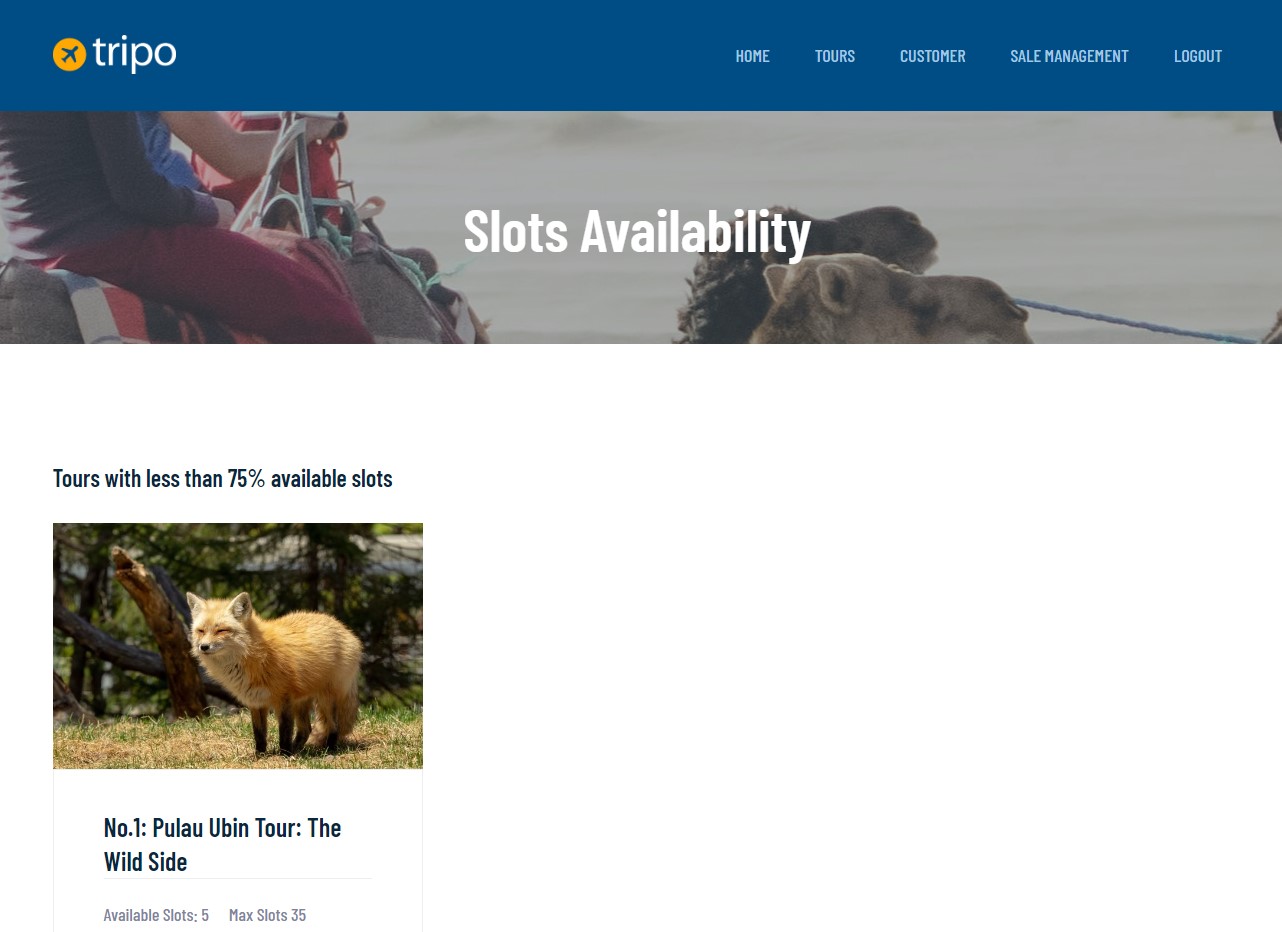 tripo
HOME TOURS CUSTOMER SALE MANAGEMENT LOGOUT
Slots Availability
Tours with less than 75% available slots
No.1: Pulau Ubin Tour: The
Wild Side
Available Slots: 5 Max Slots 35